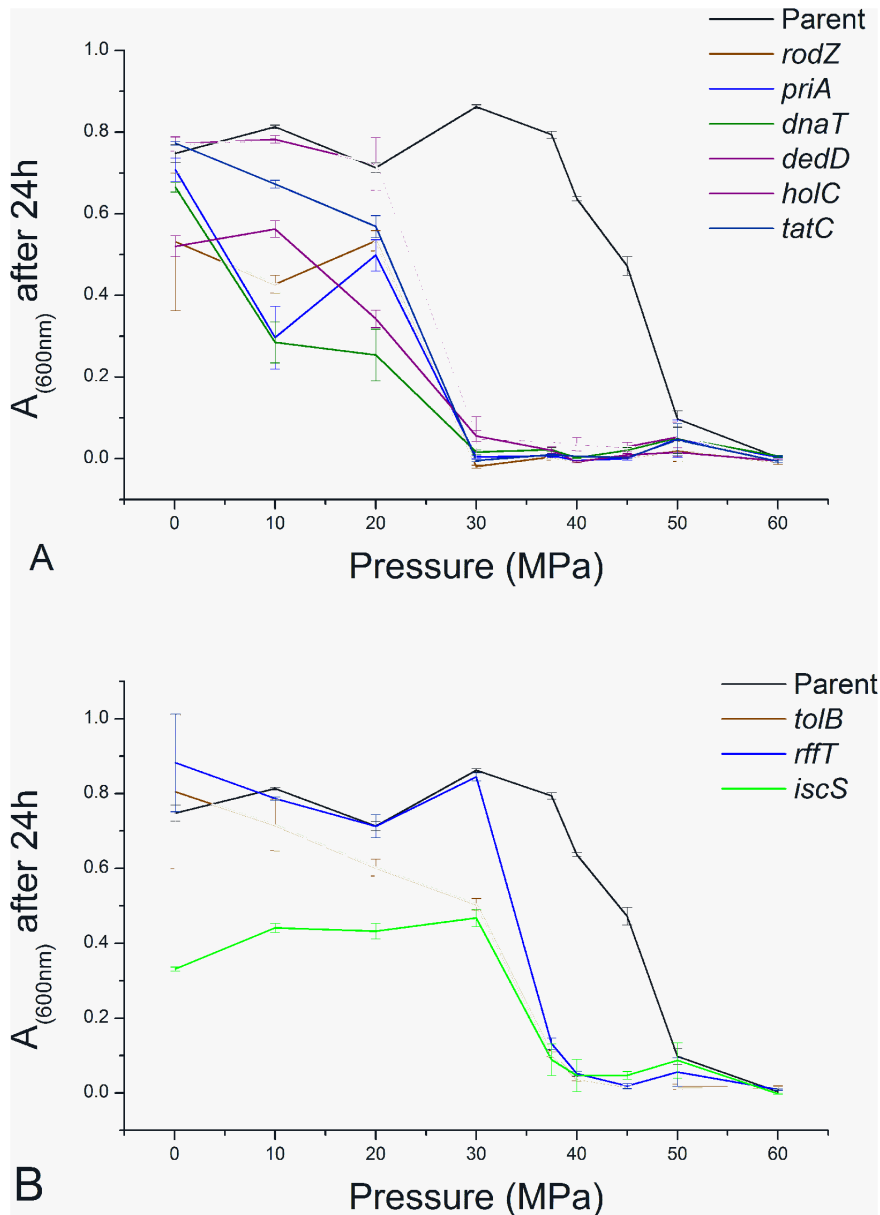 Parent
rodZ
priA
dnaT
dedD
holC
tatC
1.0
0.8
0.6
0.4
0.2
0.0
A(600nm) after 24h
0 10 20 30 40 50 60
Pressure (MPa)
A
Parent
tolB
rffT
iscS
1.0
0.8
0.6
0.4
0.2
0.0
A(600nm) after 24h
0 10 20 30 40 50 60
Pressure (MPa)
B